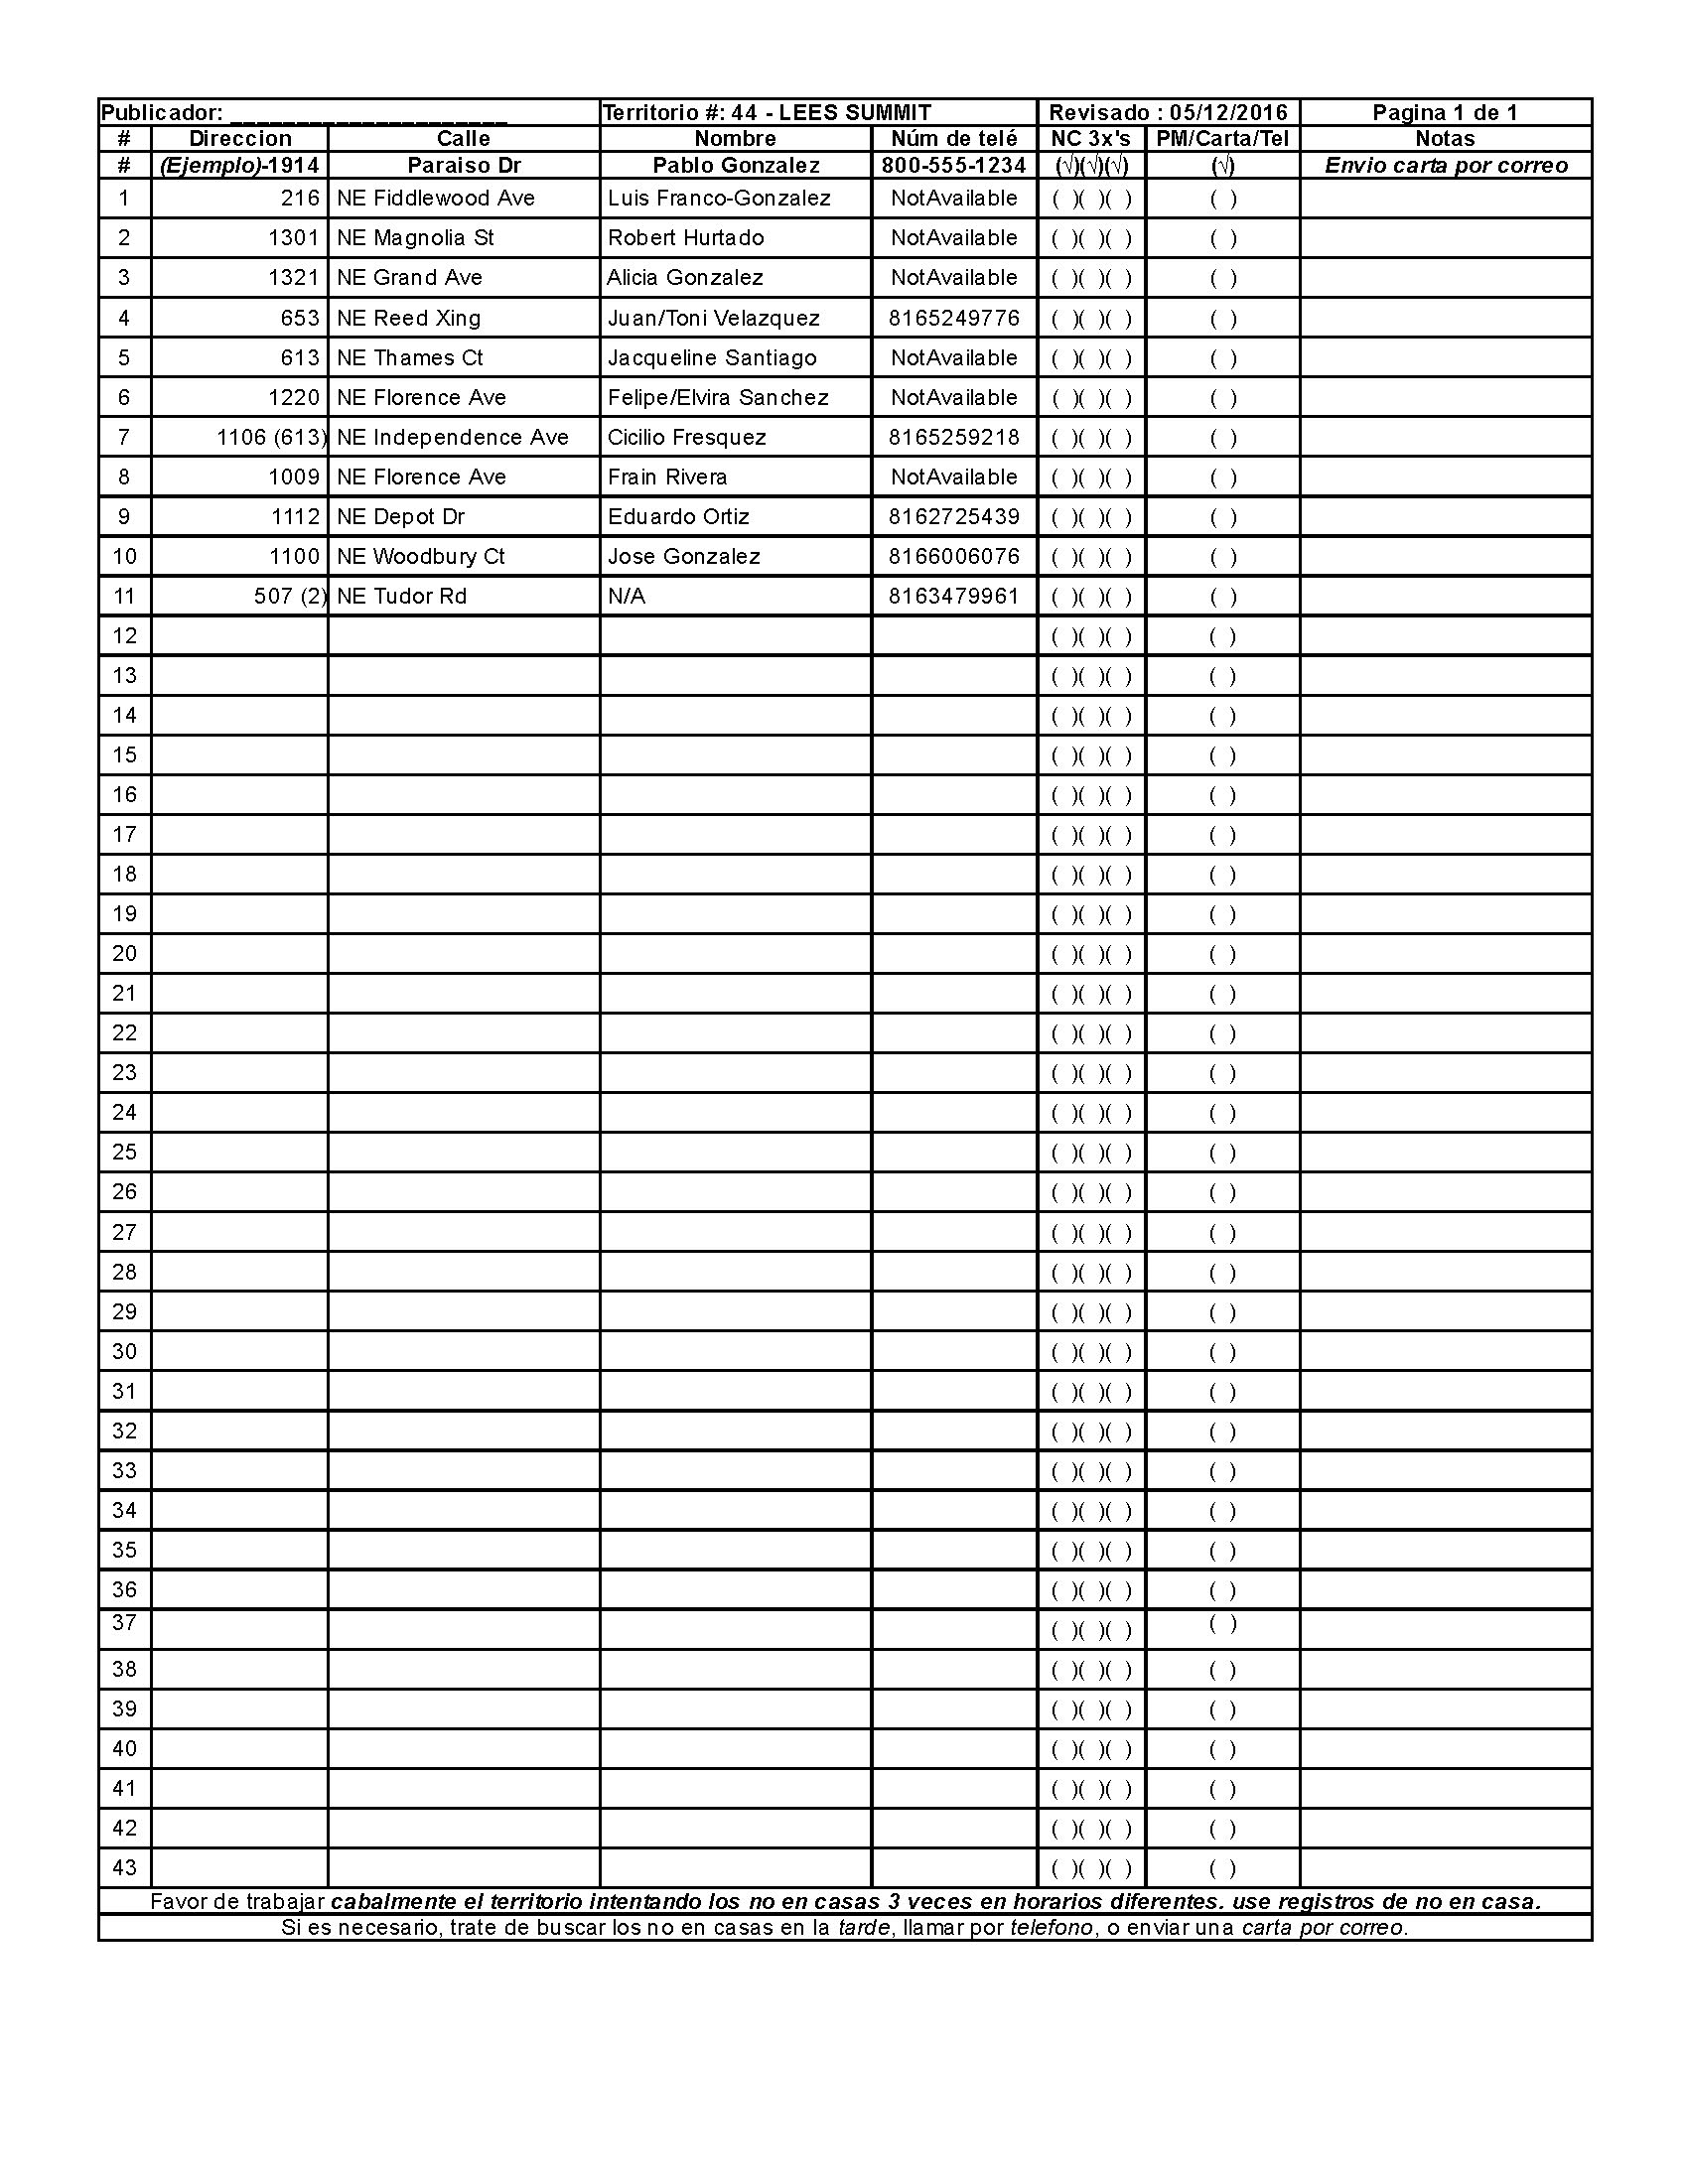 Publicador: _____________________ Territorio #: 44 - LEES SUMMIT Revisado : 05/12/2016 Pagina 1 de 1
# Direccion Calle Nombre Núm de telé NC 3x's PM/Carta/Tel Notas
# (Ejemplo)-1914 Paraiso Dr Pablo Gonzalez 800-555-1234 (√)(√)(√) (√) Envio carta por correo
1 216 NE Fiddlewood Ave Luis Franco-Gonzalez NotAvailable ( )( )( ) ( )
2 1301 NE Magnolia St Robert Hurtado NotAvailable ( )( )( ) ( )
3 1321 NE Grand Ave Alicia Gonzalez NotAvailable ( )( )( ) ( )
4 653 NE Reed Xing Juan/Toni Velazquez 8165249776 ( )( )( ) ( )
5 613 NE Thames Ct Jacqueline Santiago NotAvailable ( )( )( ) ( )
6 1220 NE Florence Ave Felipe/Elvira Sanchez NotAvailable ( )( )( ) ( )
7 1106 (613) NE Independence Ave Cicilio Fresquez 8165259218 ( )( )( ) ( )
8 1009 NE Florence Ave Frain Rivera NotAvailable ( )( )( ) ( )
9 1112 NE Depot Dr Eduardo Ortiz 8162725439 ( )( )( ) ( )
10 1100 NE Woodbury Ct Jose Gonzalez 8166006076 ( )( )( ) ( )
11 507 (2) NE Tudor Rd N/A 8163479961 ( )( )( ) ( )
12 ( )( )( ) ( )
13 ( )( )( ) ( )
14 ( )( )( ) ( )
15 ( )( )( ) ( )
16 ( )( )( ) ( )
17 ( )( )( ) ( )
18 ( )( )( ) ( )
19 ( )( )( ) ( )
20 ( )( )( ) ( )
21 ( )( )( ) ( )
22 ( )( )( ) ( )
23 ( )( )( ) ( )
24 ( )( )( ) ( )
25 ( )( )( ) ( )
26 ( )( )( ) ( )
27 ( )( )( ) ( )
28 ( )( )( ) ( )
29 ( )( )( ) ( )
30 ( )( )( ) ( )
31 ( )( )( ) ( )
32 ( )( )( ) ( )
33 ( )( )( ) ( )
34 ( )( )( ) ( )
35 ( )( )( ) ( )
36 ( )( )( ) ( )
37 ( )( )( ) ( )
38 ( )( )( ) ( )
39 ( )( )( ) ( )
40 ( )( )( ) ( )
41 ( )( )( ) ( )
42 ( )( )( ) ( )
43 ( )( )( ) ( )
Favor de trabajar cabalmente el territorio intentando los no en casas 3 veces en horarios diferentes. use registros de no en casa.
Si es necesario, trate de buscar los no en casas en la tarde, llamar por telefono, o enviar una carta por correo.